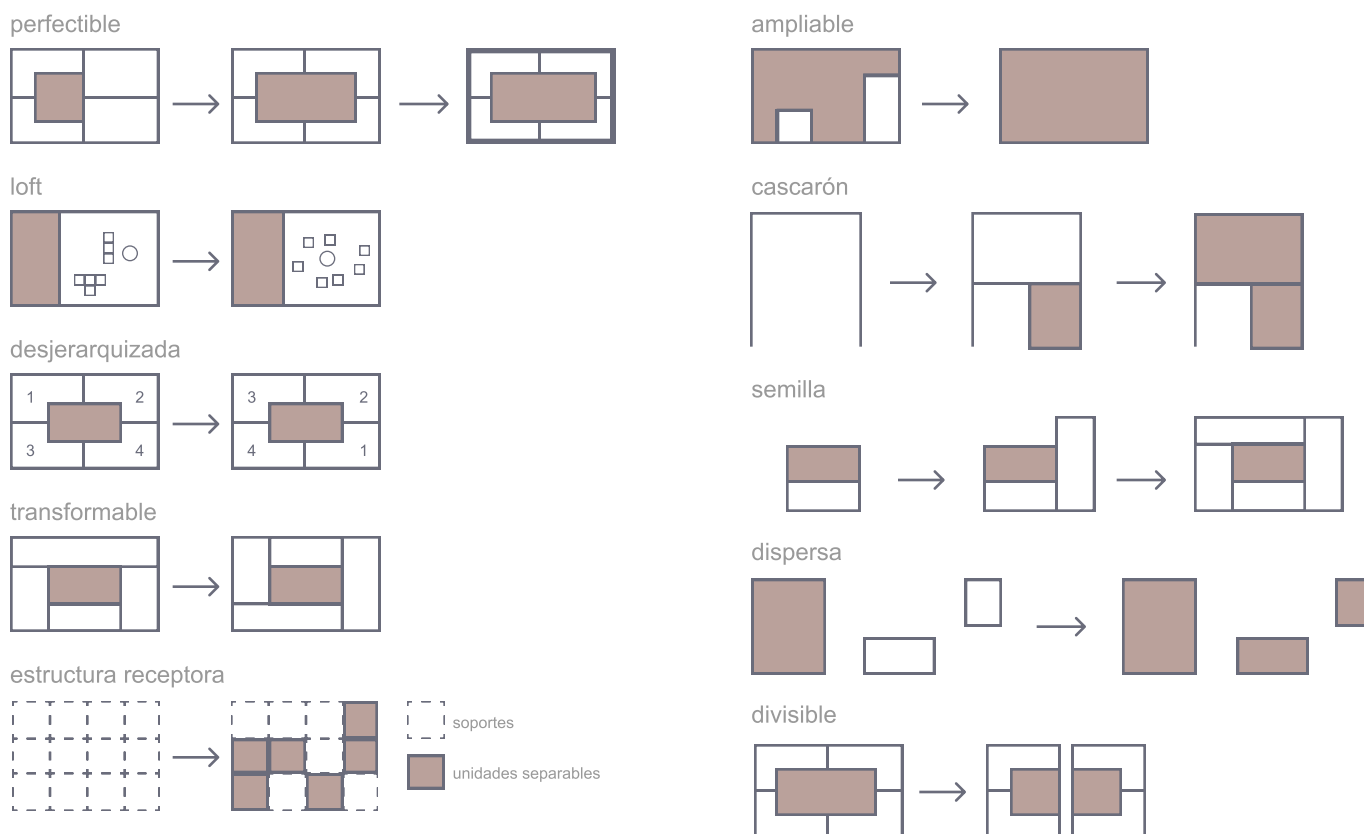 perfectible
loft
desjerarquizada
1 2
3 4
3 2
4 1
transformable
estructura receptora
soportes
unidades separables
ampliable
cascarón
semilla
dispersa
divisible